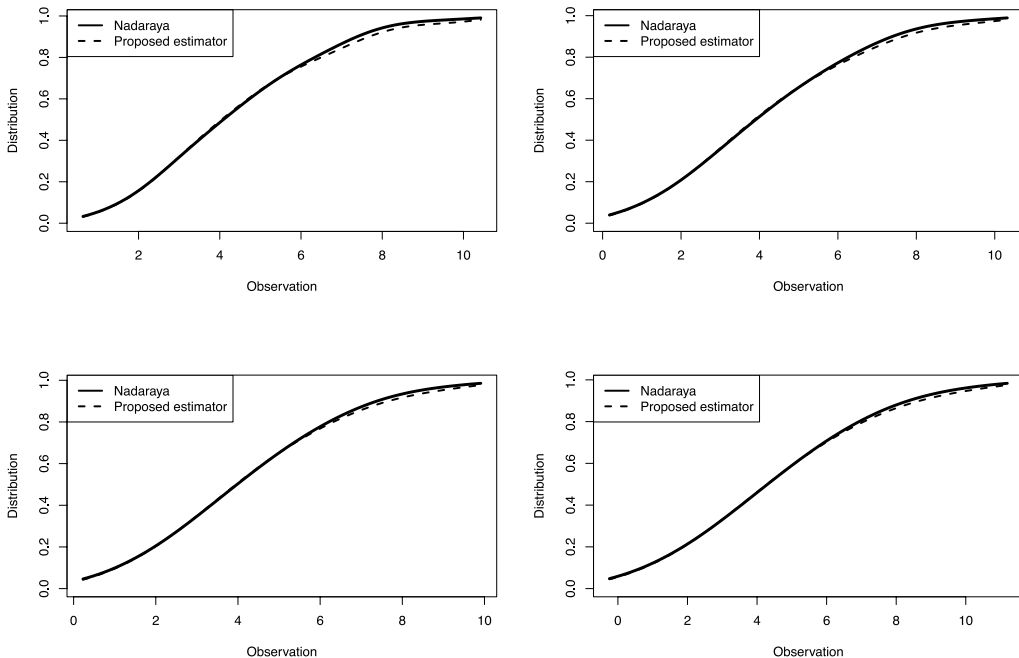 Nadaraya
Proposed estimator
Distribution
0.0 0.2 0.4 0.6 0.8 1.0
2 4 6 8 10
Observation
Nadaraya
Proposed estimator
Distribution
0.0 0.2 0.4 0.6 0.8 1.0
0 2 4 6 8 10
Observation
Nadaraya
Proposed estimator
Distribution
0.0 0.2 0.4 0.6 0.8 1.0
0 2 4 6 8 10
Observation
Nadaraya
Proposed estimator
Distribution
0.0 0.2 0.4 0.6 0.8 1.0
0 2 4 6 8 10
Observation